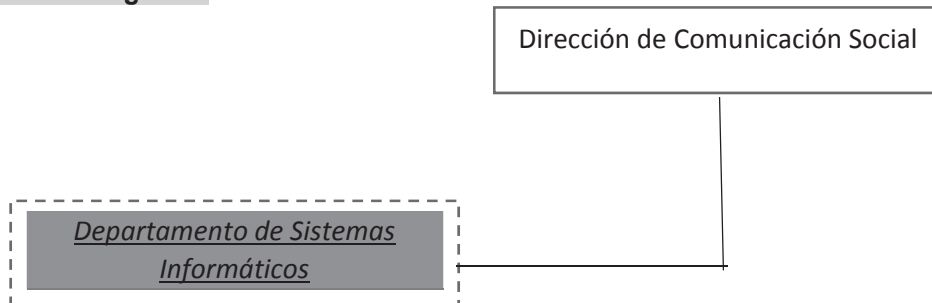 Dirección de Comunicación Social
Departamento de Sistemas
Informáticos